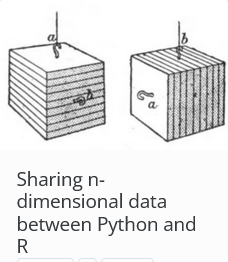 a
b
a
Sharing n-
dimensional data
between Python and
R